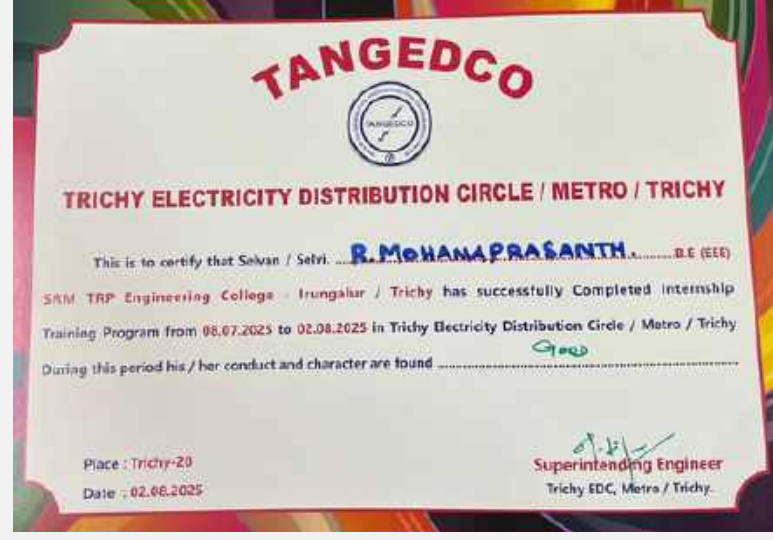 TANGEDCO
TANGEDCO
TRICHY ELECTRICITY DISTRIBUTION CIRCLE / METRO / TRICHY
This is to certify that Selvan / Selvi. ... R. MOHANAPRASANTH. ........ B.E (EEE)
SRM TRP Engineering College - Irungalur / Trichy has successfully Completed Internship
Training Program from 08.07.2025 to 02.08.2025 in Trichy Electricity Distribution Circle / Metro / Trichy
Good
During this period his / her conduct and character are found ........................................
Place : Trichy-20
Superintending Engineer
Date : 02.08.2025
Trichy EDC, Metro / Trichy.